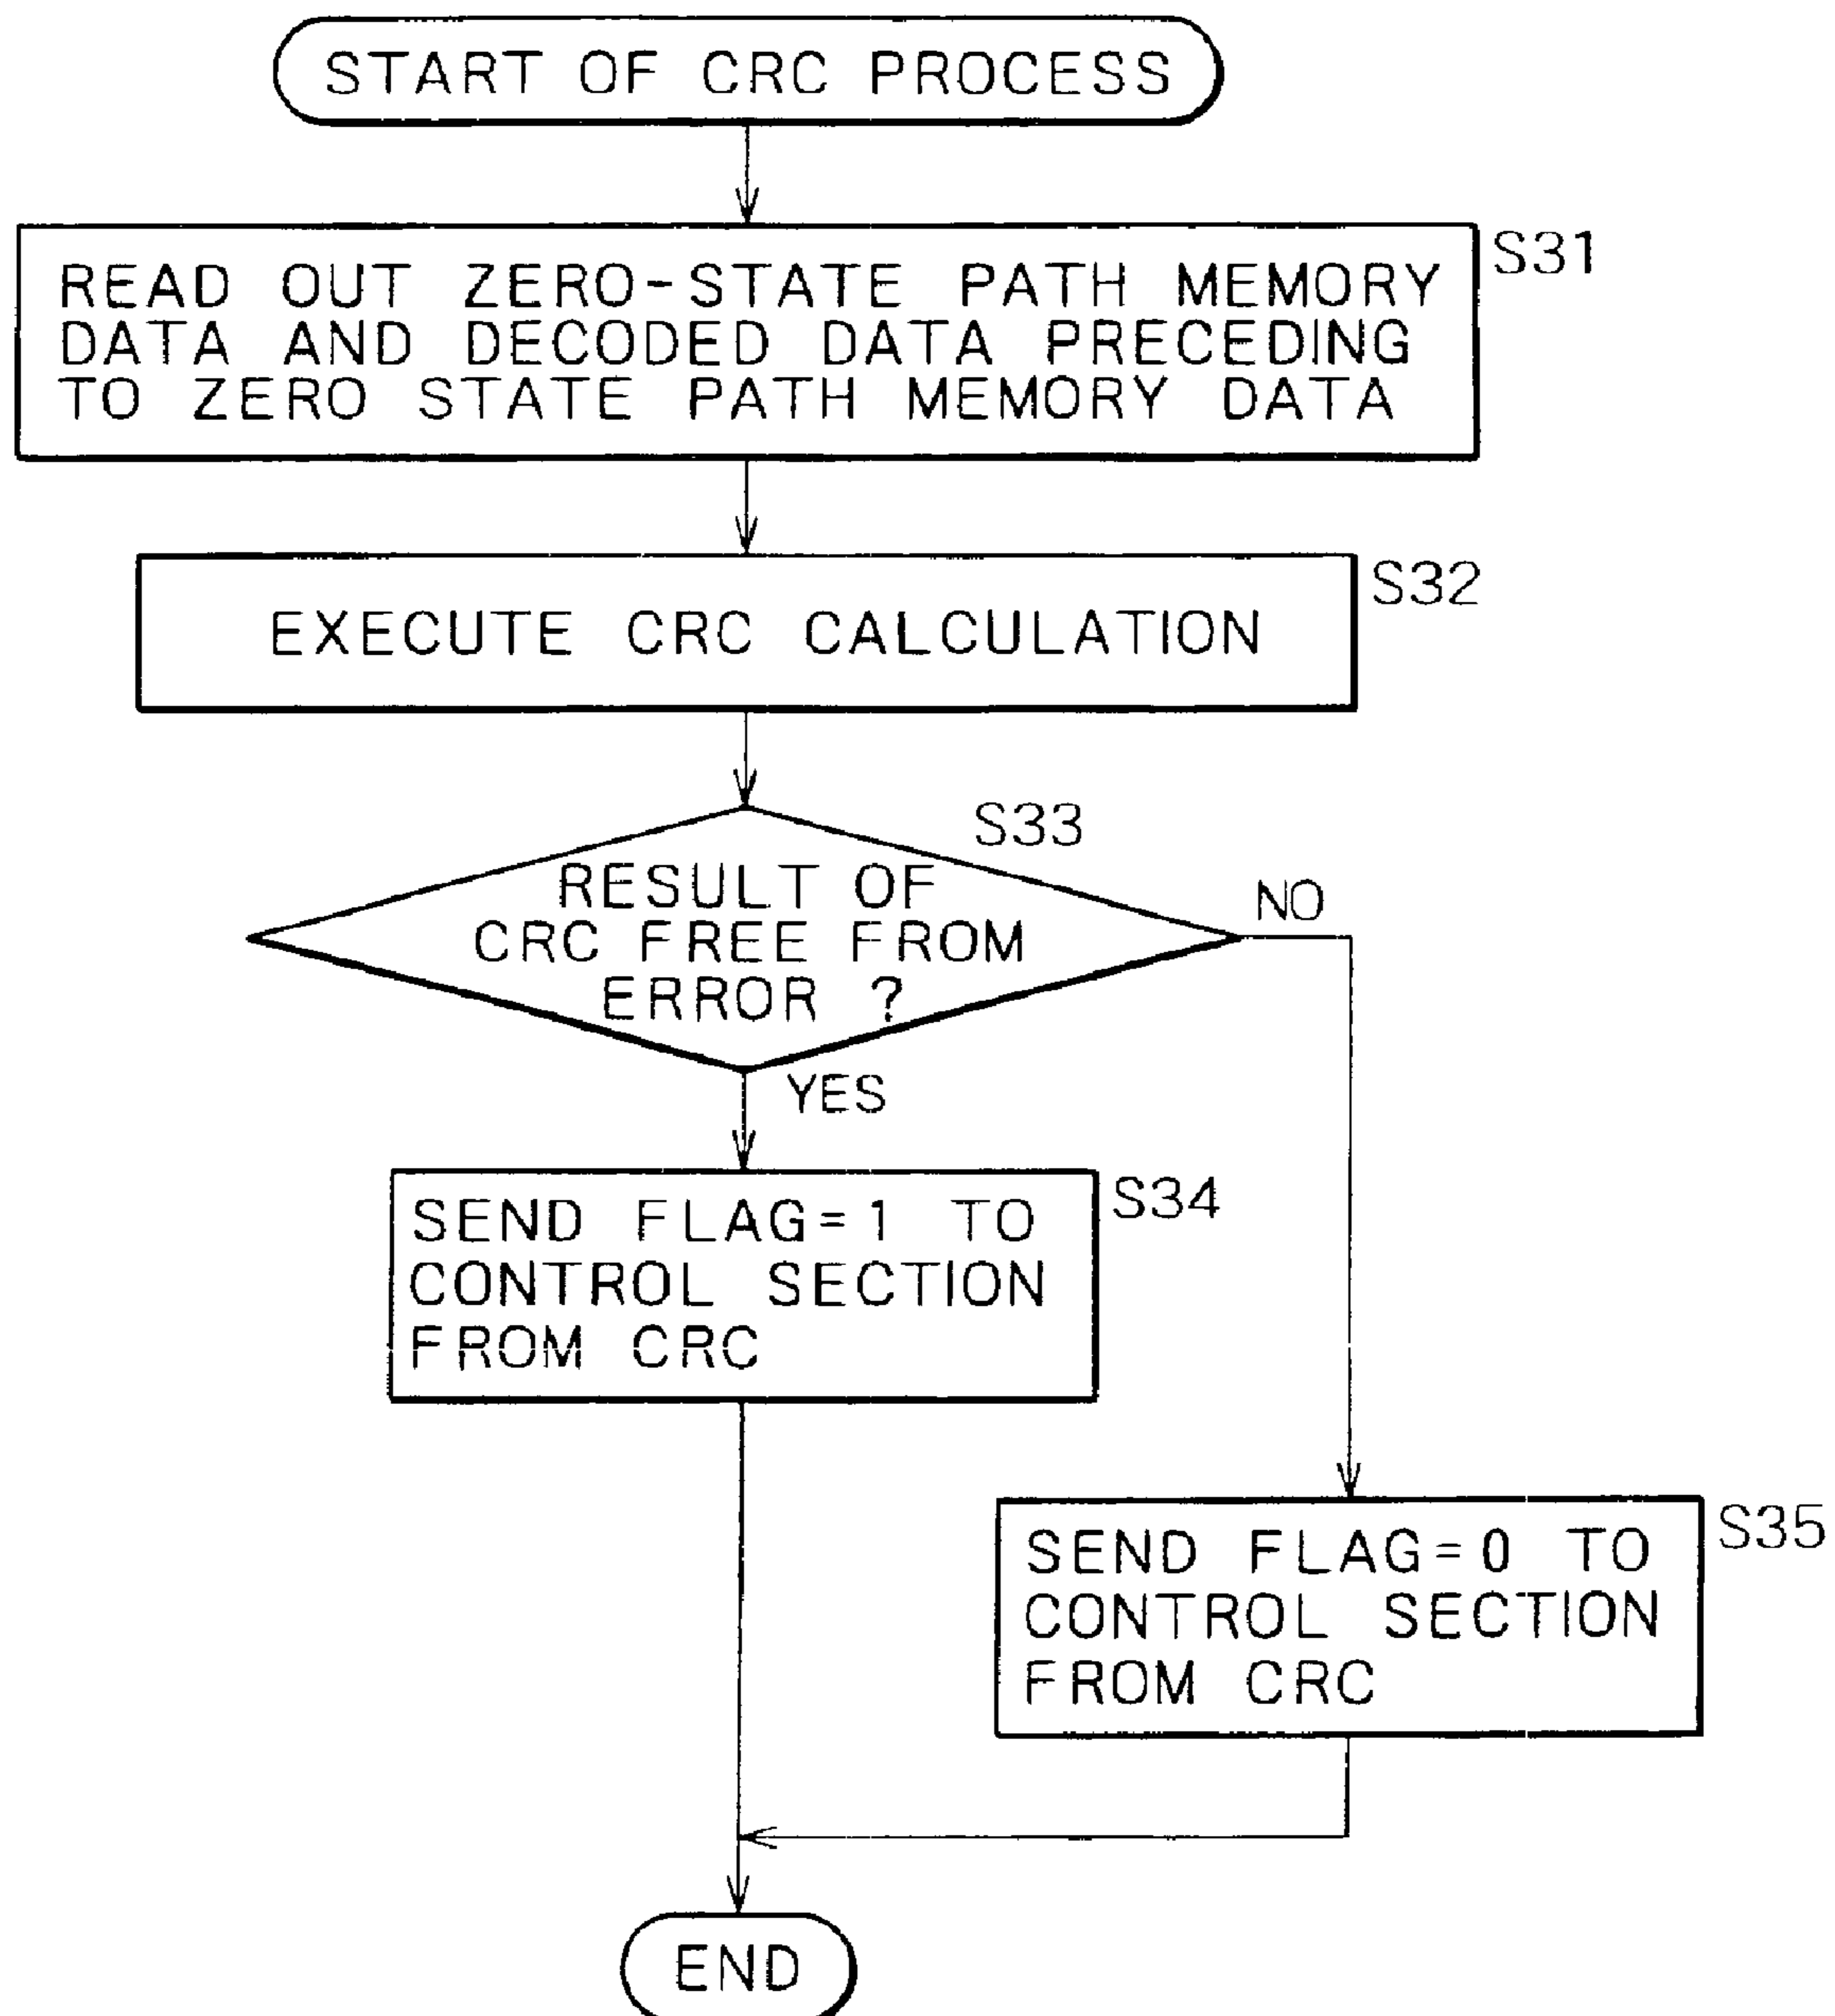 START OF CRC PROCESS
S31
READ OUT ZERO-STATE PATH MEMORY
DATA AND DECODED DATA PRECEDING
TO ZERO STATE PATH MEMORY DATA
S32
EXECUTE CRC CALCULATION
S33
RESULT OF
CRC FREE FROM
ERROR ?
NO
YES
S34
SEND FLAG=1 TO
CONTROL SECTION
FROM CRC
S35
SEND FLAG=0 TO
CONTROL SECTION
FROM CRC
END